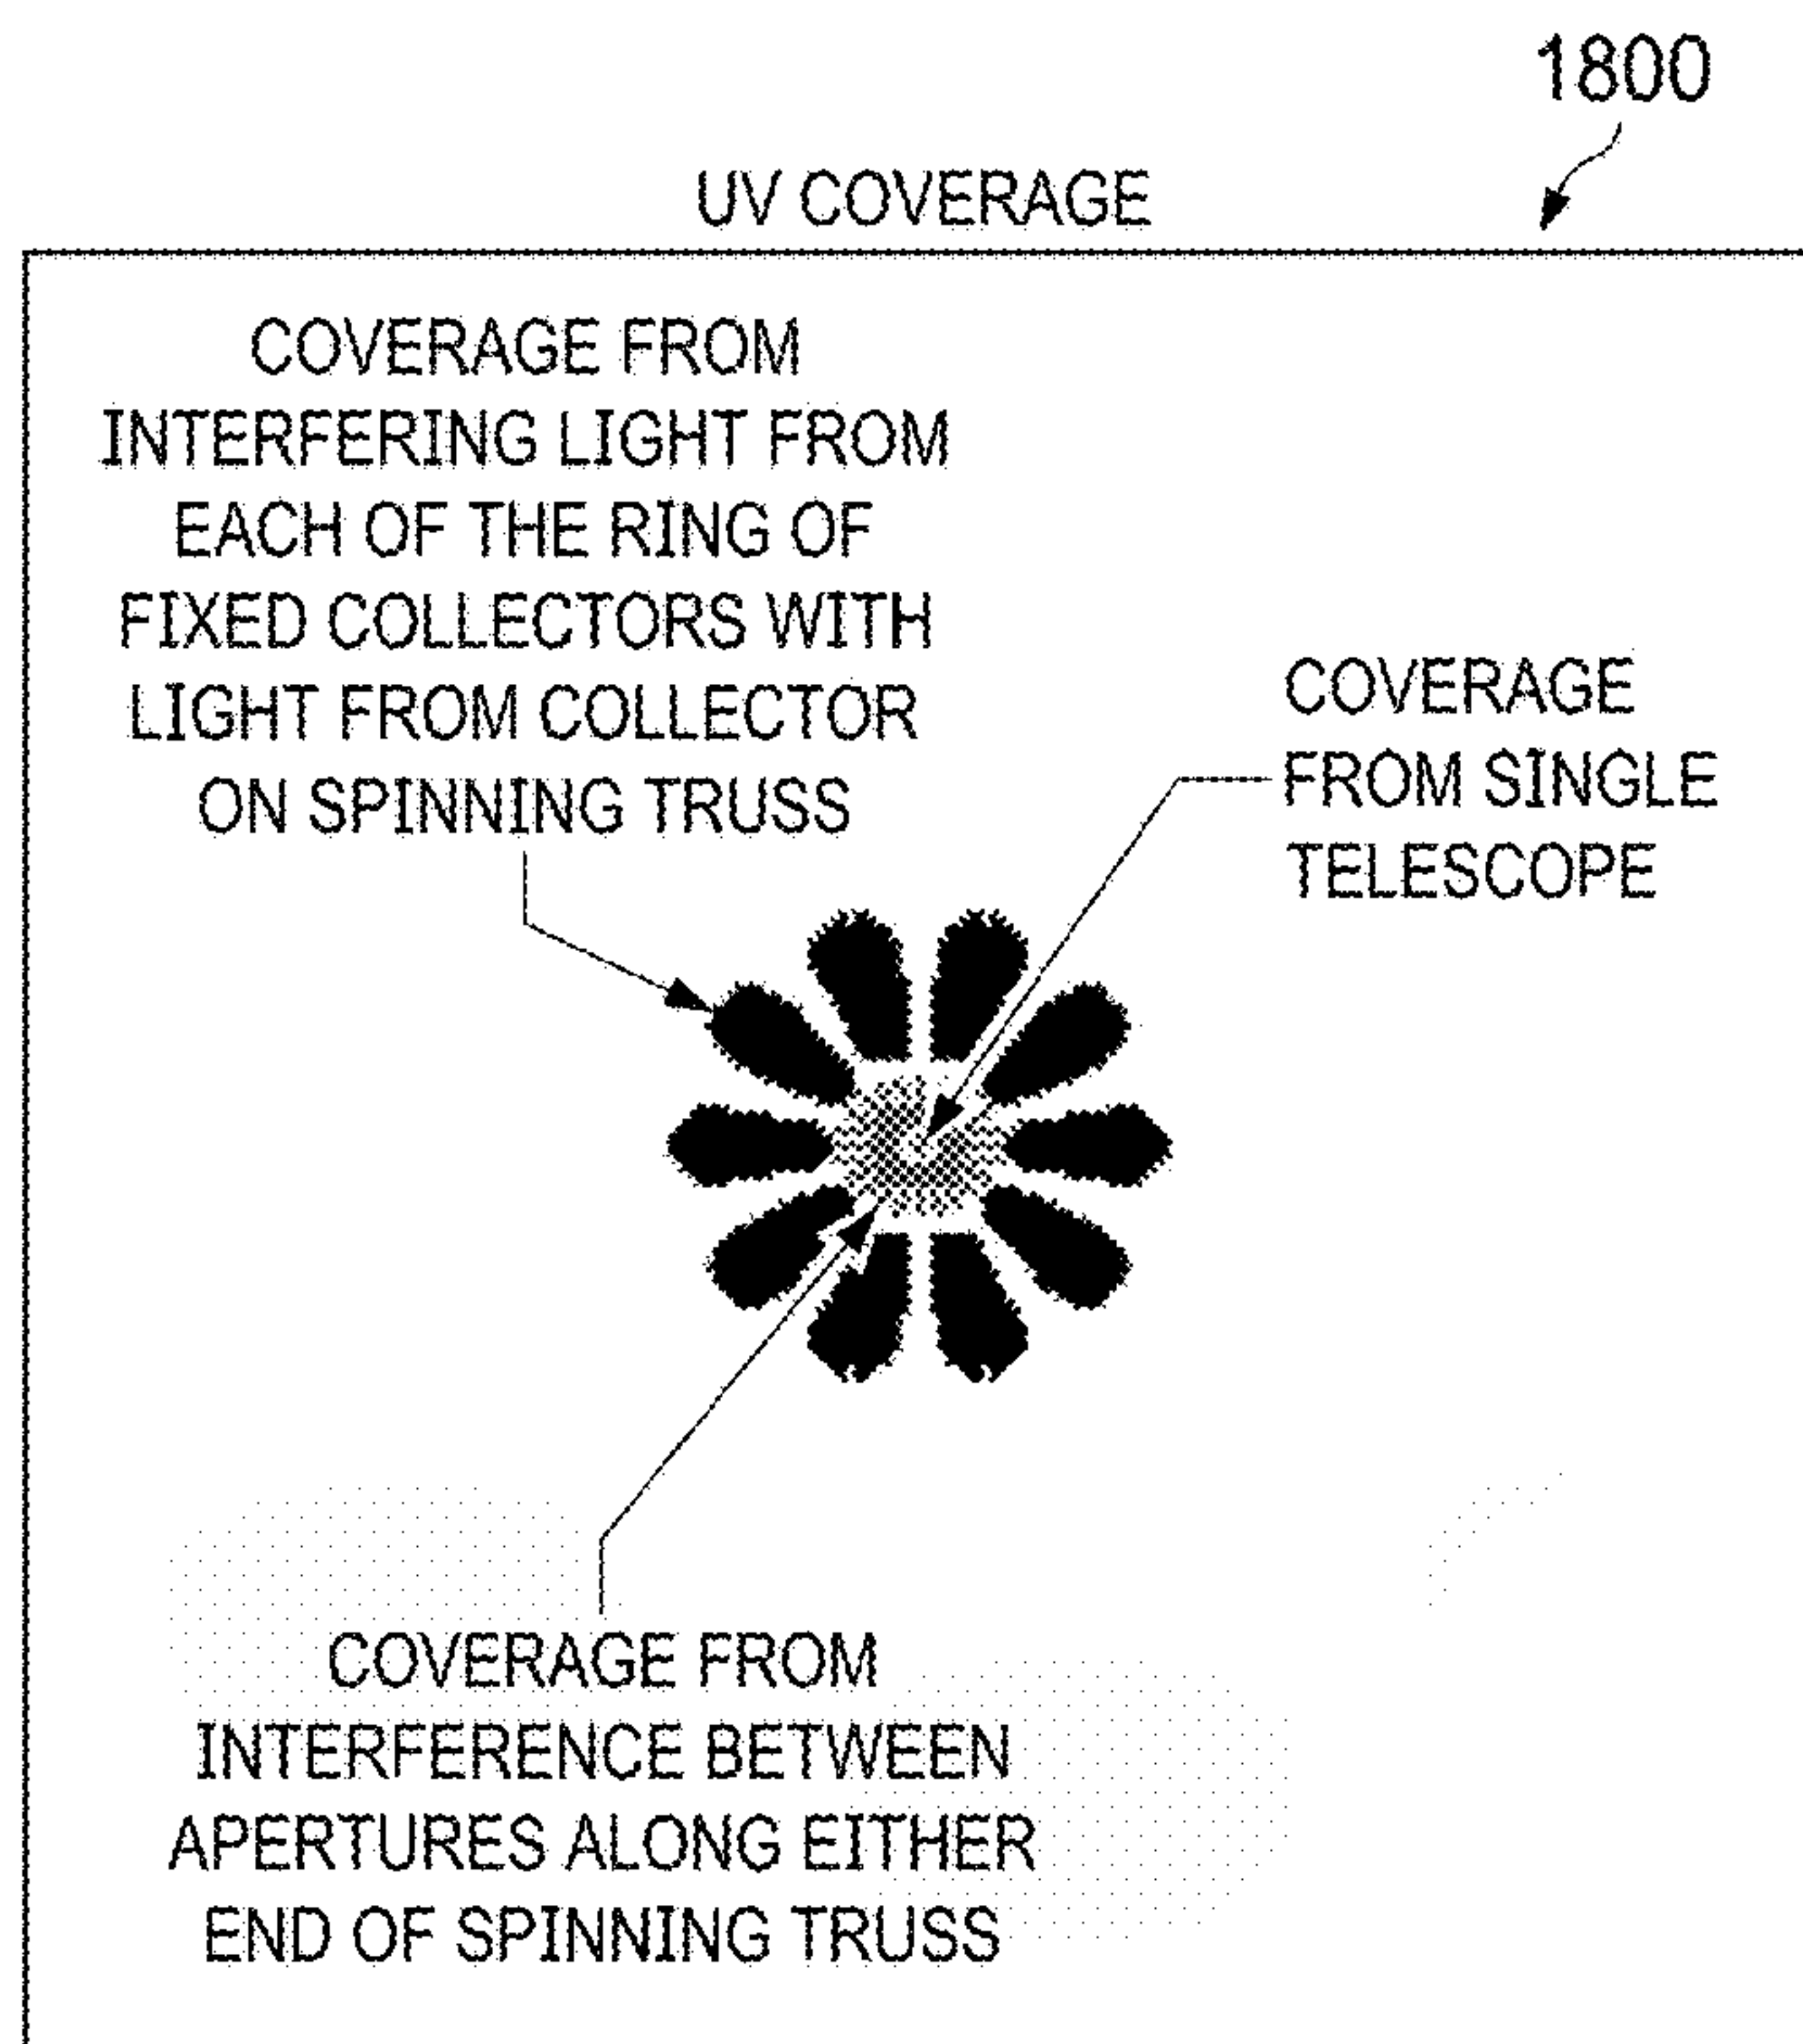 1800
UV COVERAGE
COVERAGE FROM
INTERFERING LIGHT FROM
EACH OF THE RING OF
FIXED COLLECTORS WITH
LIGHT FROM COLLECTOR
ON SPINNING TRUSS
COVERAGE
FROM SINGLE
TELESCOPE
COVERAGE FROM
INTERFERENCE BETWEEN
APERTURES ALONG EITHER
END OF SPINNING TRUSS